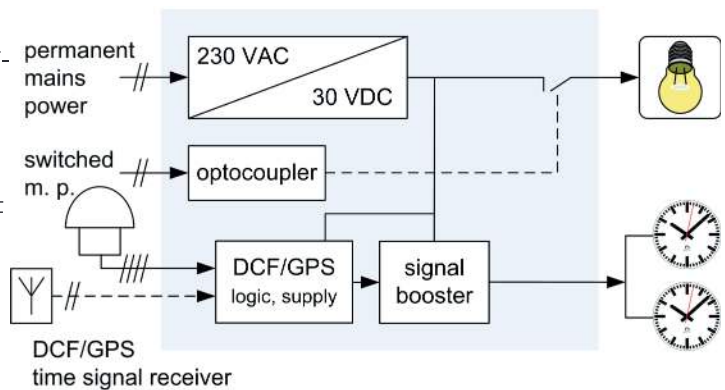 permanent
mains
power
230 VAC
30 VDC
switched
m. p.
optocoupler
DCF/GPS
logic, supply
signal
booster
DCF/GPS
time signal receiver